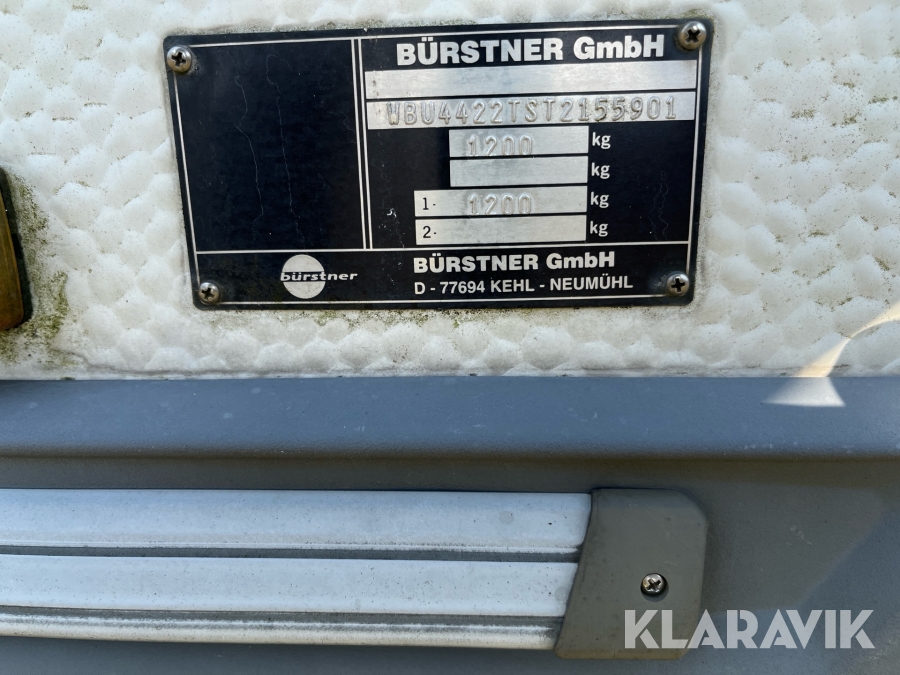 BÜRSTNER GmbH
WBU4422TST2155901
1200 kg
kg
1- 1200 kg
2- kg
bürstner
BÜRSTNER GmbH
D - 77694 KEHL - NEUMÜHL
KLARAVIK